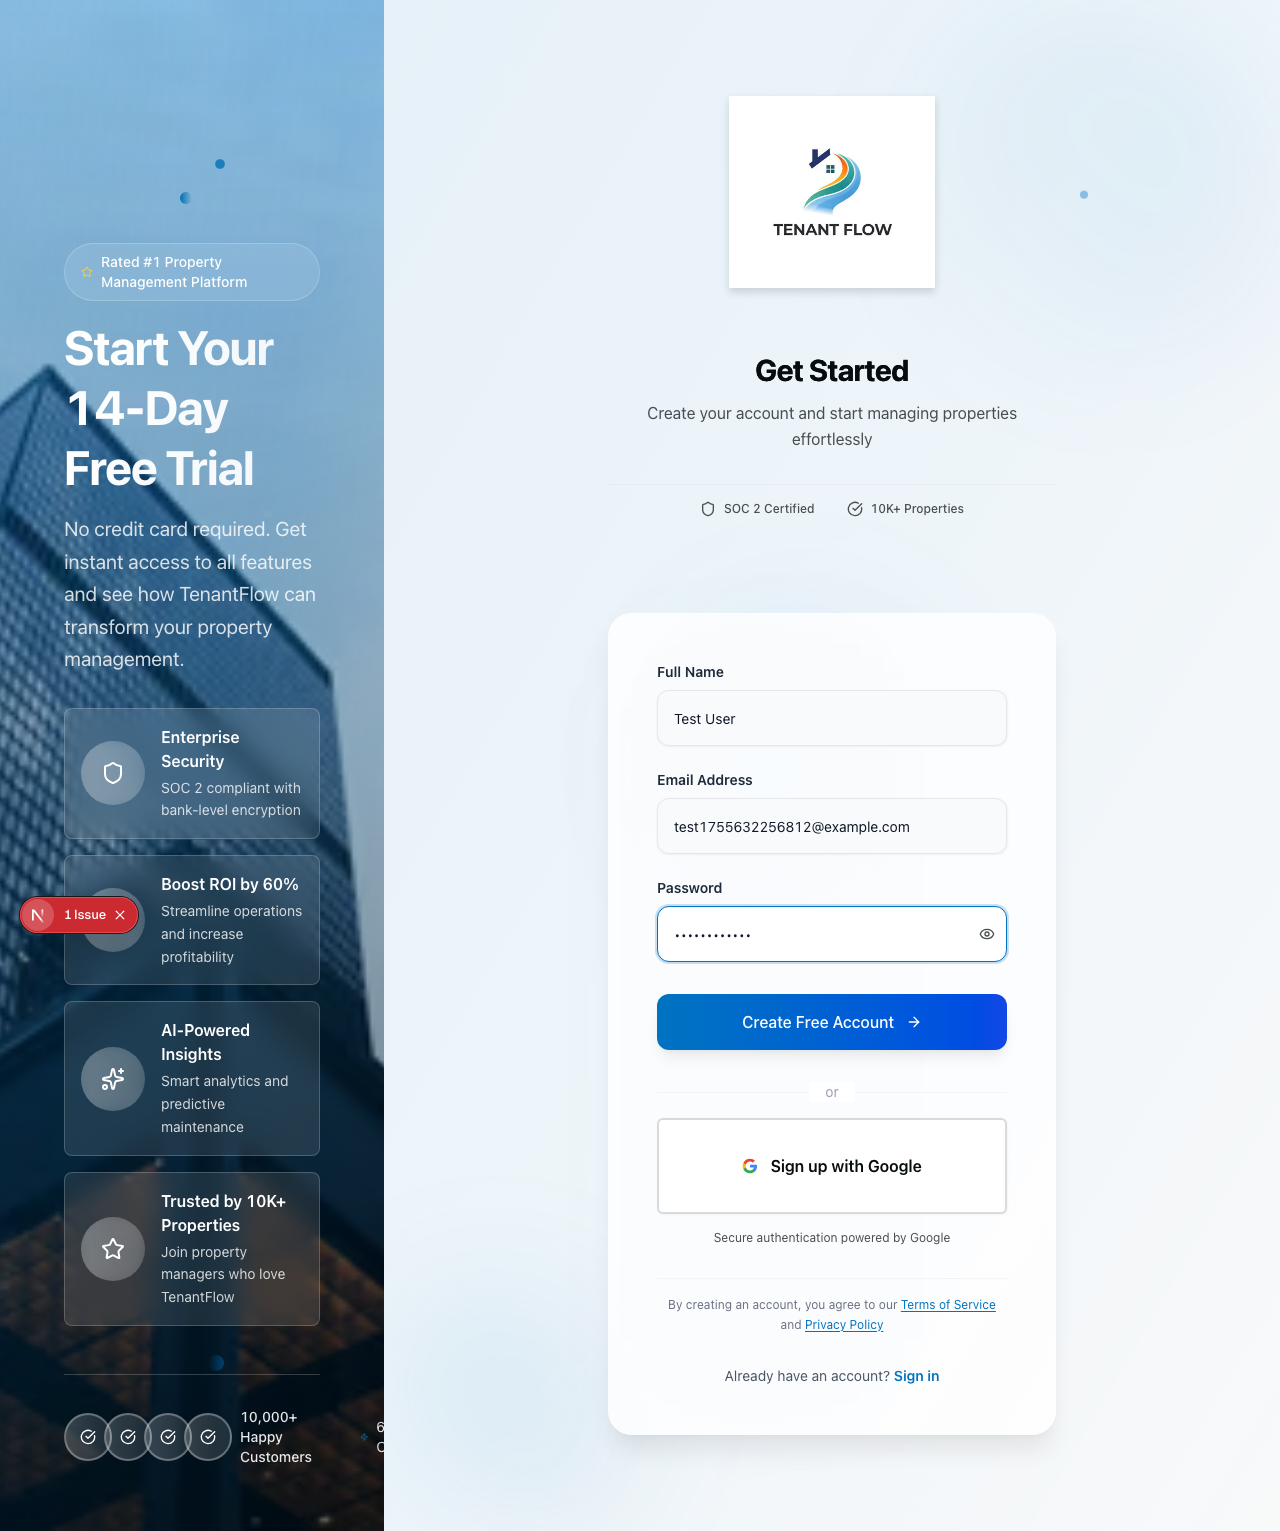 Rated #1 Property
Management Platform
Start Your
14-Day
Free Trial
No credit card required. Get
instant access to all features
and see how TenantFlow can
transform your property
management.
Enterprise
Security
SOC 2 compliant with
bank-level encryption
Boost ROI by 60%
Streamline operations
and increase
profitability
N
1 Issue
AI-Powered
Insights
Smart analytics and
predictive
maintenance
Trusted by 10K+
Properties
Join property
managers who love
TenantFlow
10,000+
Happy
Customers
TENANT FLOW
Get Started
Create your account and start managing properties
effortlessly
SOC 2 Certified
10K+ Properties
Full Name
Test User
Email Address
test1755632256812@example.com
Password
••••••••••••
Create Free Account
or
Sign up with Google
Secure authentication powered by Google
By creating an account, you agree to our Terms of Service
and Privacy Policy
Already have an account? Sign in